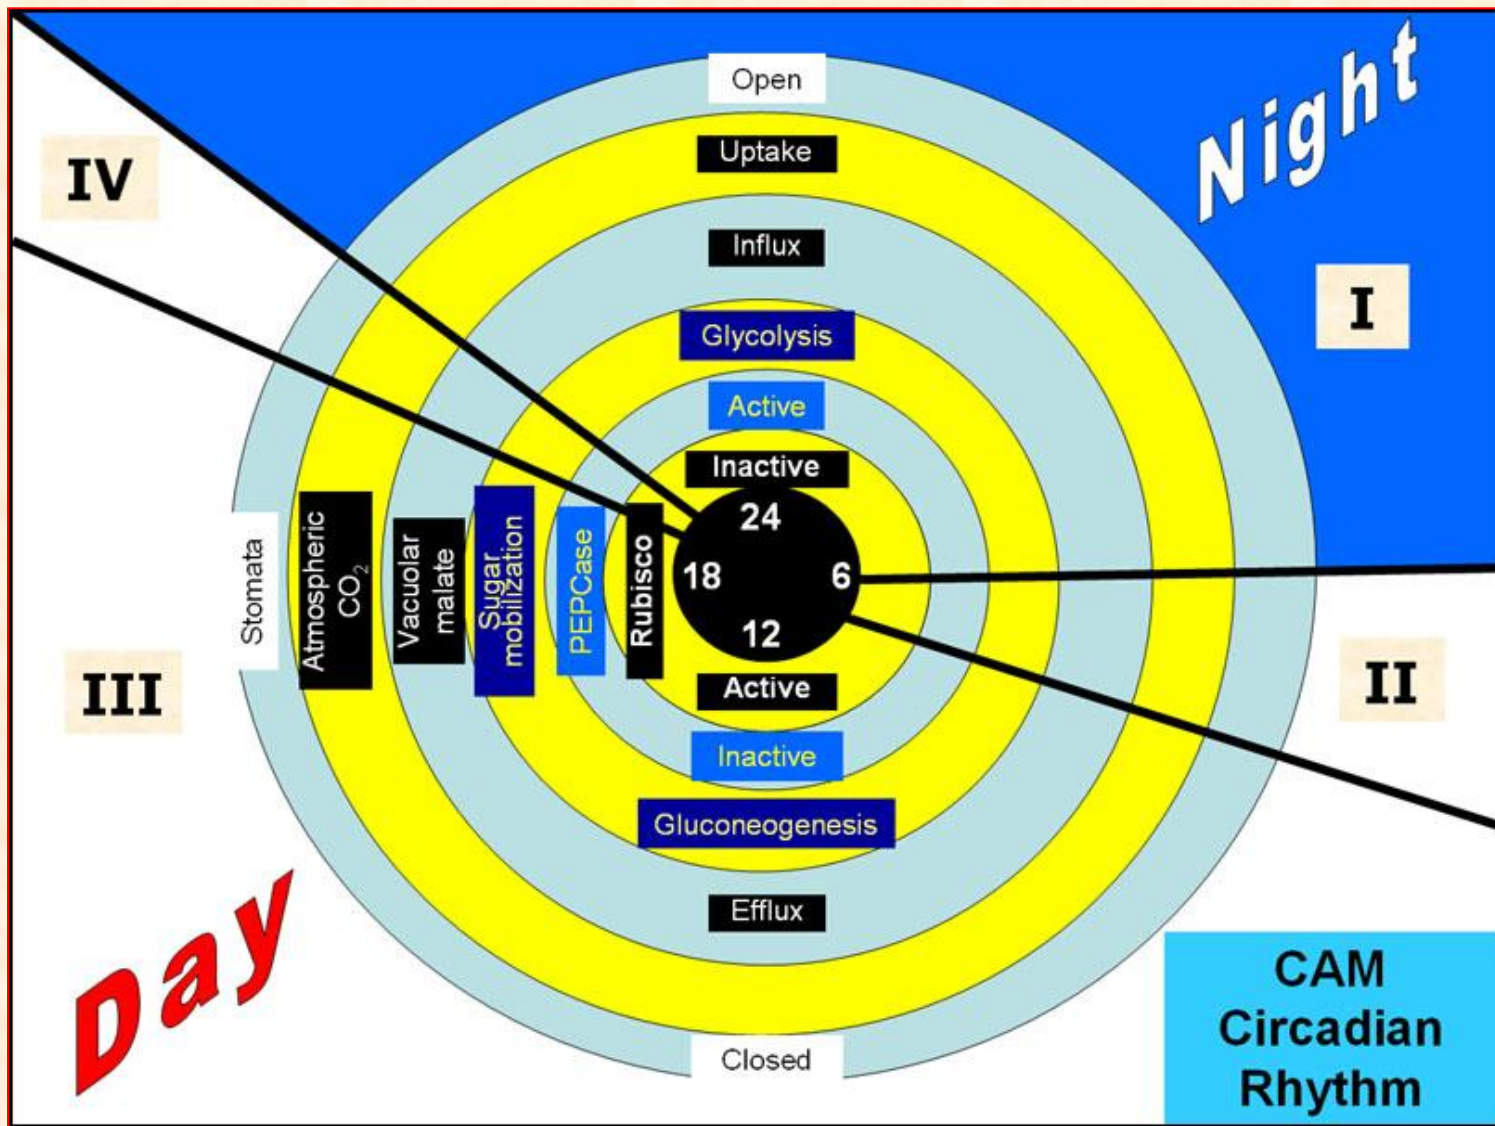 Open
Night
Uptake
IV
Influx
I
Glycolysis
Active
Inactive
24
18
6
12
Stomata
Atmospheric
CO₂
Vacuolar
malate
Sugar
mobilization
PEPCase
Rubisco
Active
III
II
Inactive
Gluconeogenesis
Efflux
Day
Closed
CAM
Circadian
Rhythm